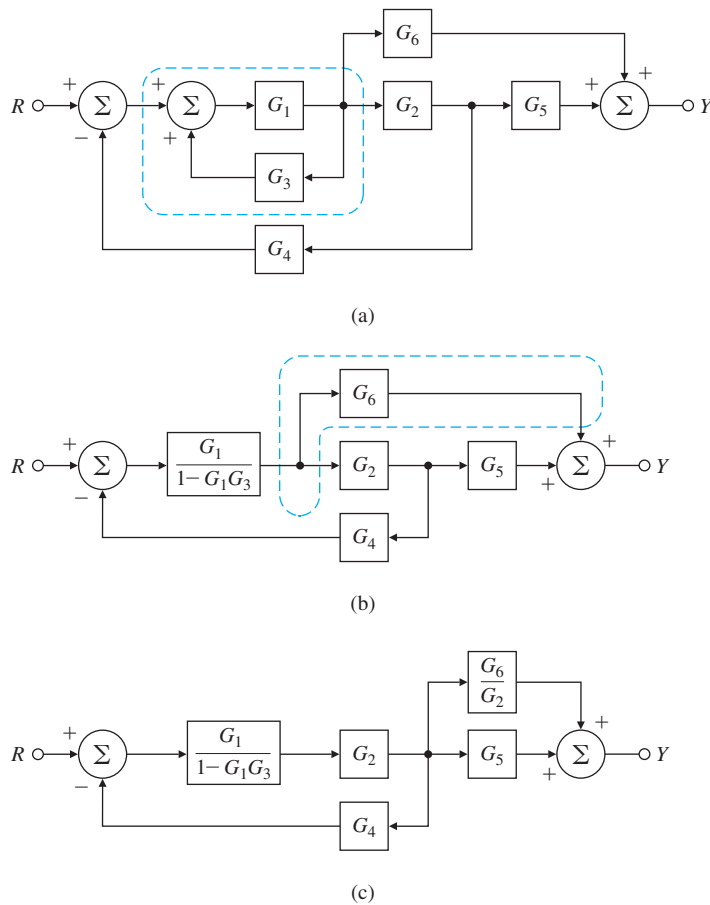 G6
+ + + +
R Σ Σ G1 G2 G5 Σ Y
− + +
G3
G4
(a)
G6
+ +
R Σ G1 / 1 − G1G3 G2 G5 Σ Y
− +
G4
(b)
G6 / G2
+ +
R Σ G1 / 1 − G1G3 G2 G5 Σ Y
− +
G4
(c)